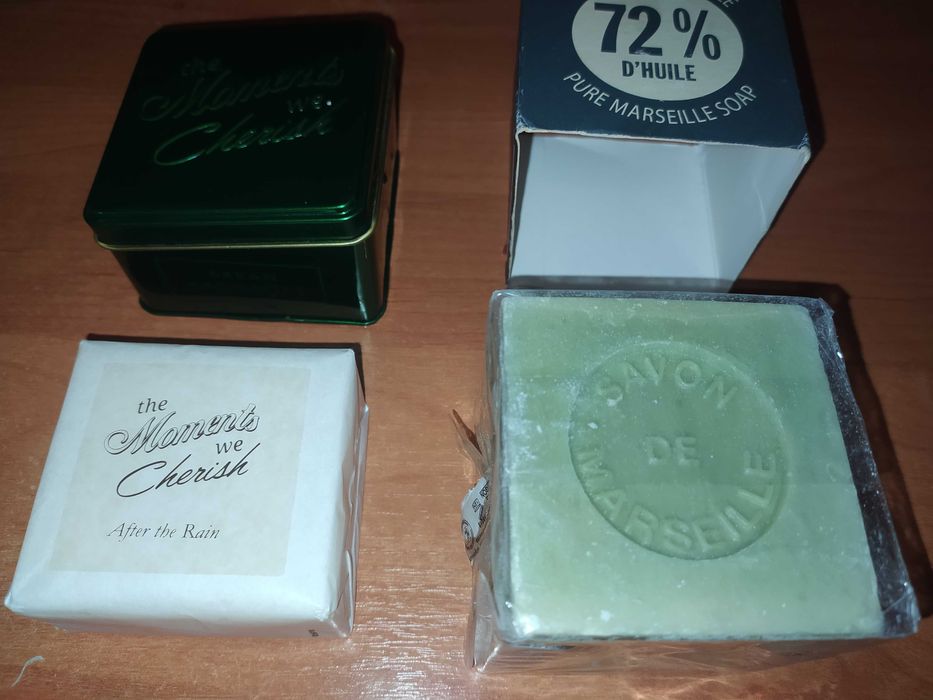 the
Moments
we
Cherish
72 %
D'HUILE
PURE MARSEILLE SOAP
the
Moments
we
Cherish
After the Rain
SAVON
DE
MARSEILLE